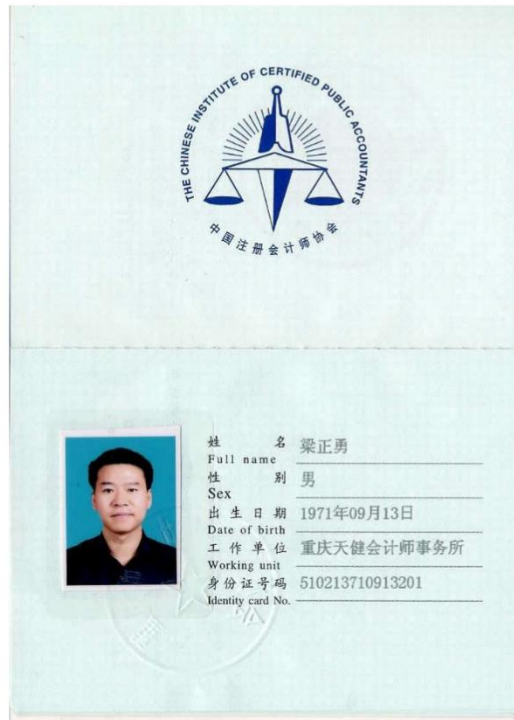 THE CHINESE INSTITUTE OF CERTIFIED PUBLIC ACCOUNTANTS
中国注册会计师协会
姓 名 梁正勇
Full name
性 别 男
Sex
出生日期 1971年09月13日
Date of birth
工作单位 重庆天健会计师事务所
Working unit
身份证号码 510213710913201
Identity card No.